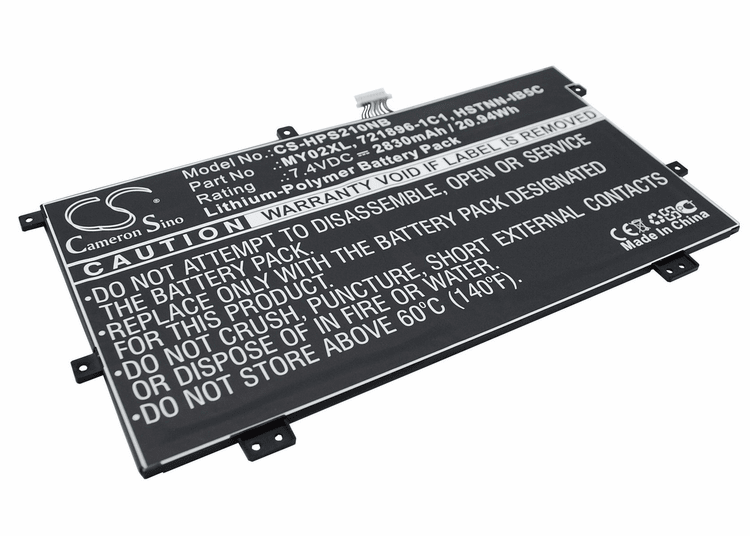 CS
Cameron Sino
Model No.: CS-HPS210NB
Part No : MY02XL, 721896-1C1, HSTNN-IB5C
Rating : 7.4VDC ⎓ 2830mAh / 20.94Wh
Lithium-Polymer Battery Pack
WARRANTY VOID IF THIS LABEL IS REMOVED
CAUTION
DO NOT ATTEMPT TO DISASSEMBLE, OPEN OR SERVICE
THE BATTERY PACK.
REPLACE ONLY WITH THE BATTERY PACK DESIGNATED
FOR THIS PRODUCT.
DO NOT CRUSH, PUNCTURE, SHORT EXTERNAL CONTACTS
OR DISPOSE OF IN FIRE OR WATER.
DO NOT STORE ABOVE 60ºC (140ºF)
CE
Made In China